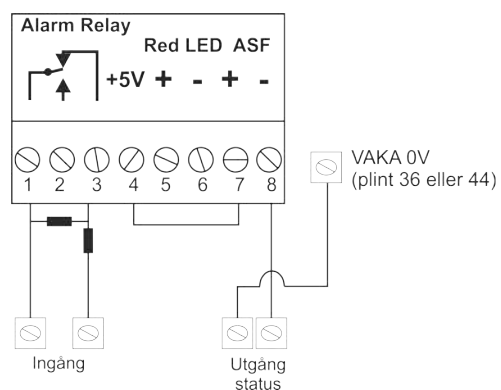 Alarm Relay
Red LED ASF
+5V + - + -
1 2 3 4 5 6 7 8
VAKA 0V
(plint 36 eller 44)
Ingång
Utgång
status